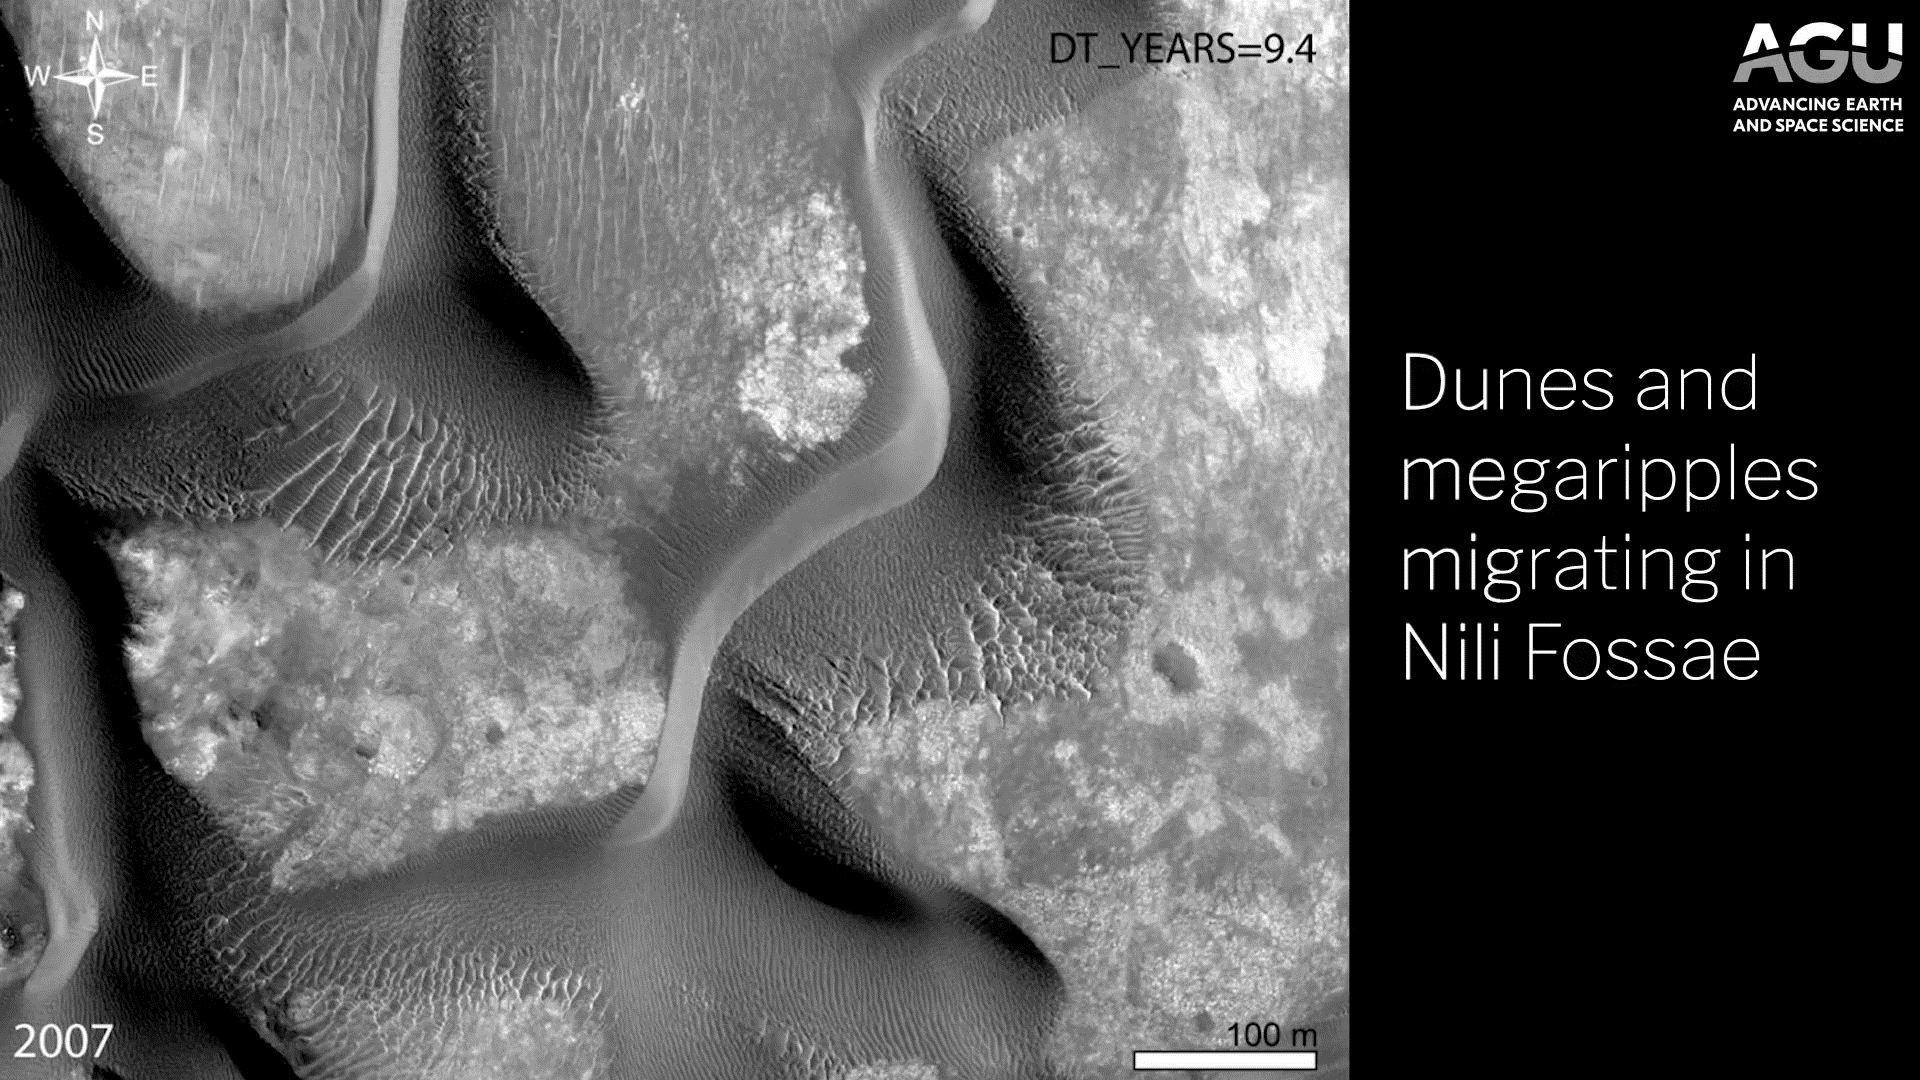 N
W E
S
DT_YEARS=9.4
2007
100 m
AGU
ADVANCING EARTH
AND SPACE SCIENCE
Dunes and
megaripples
migrating in
Nili Fossae